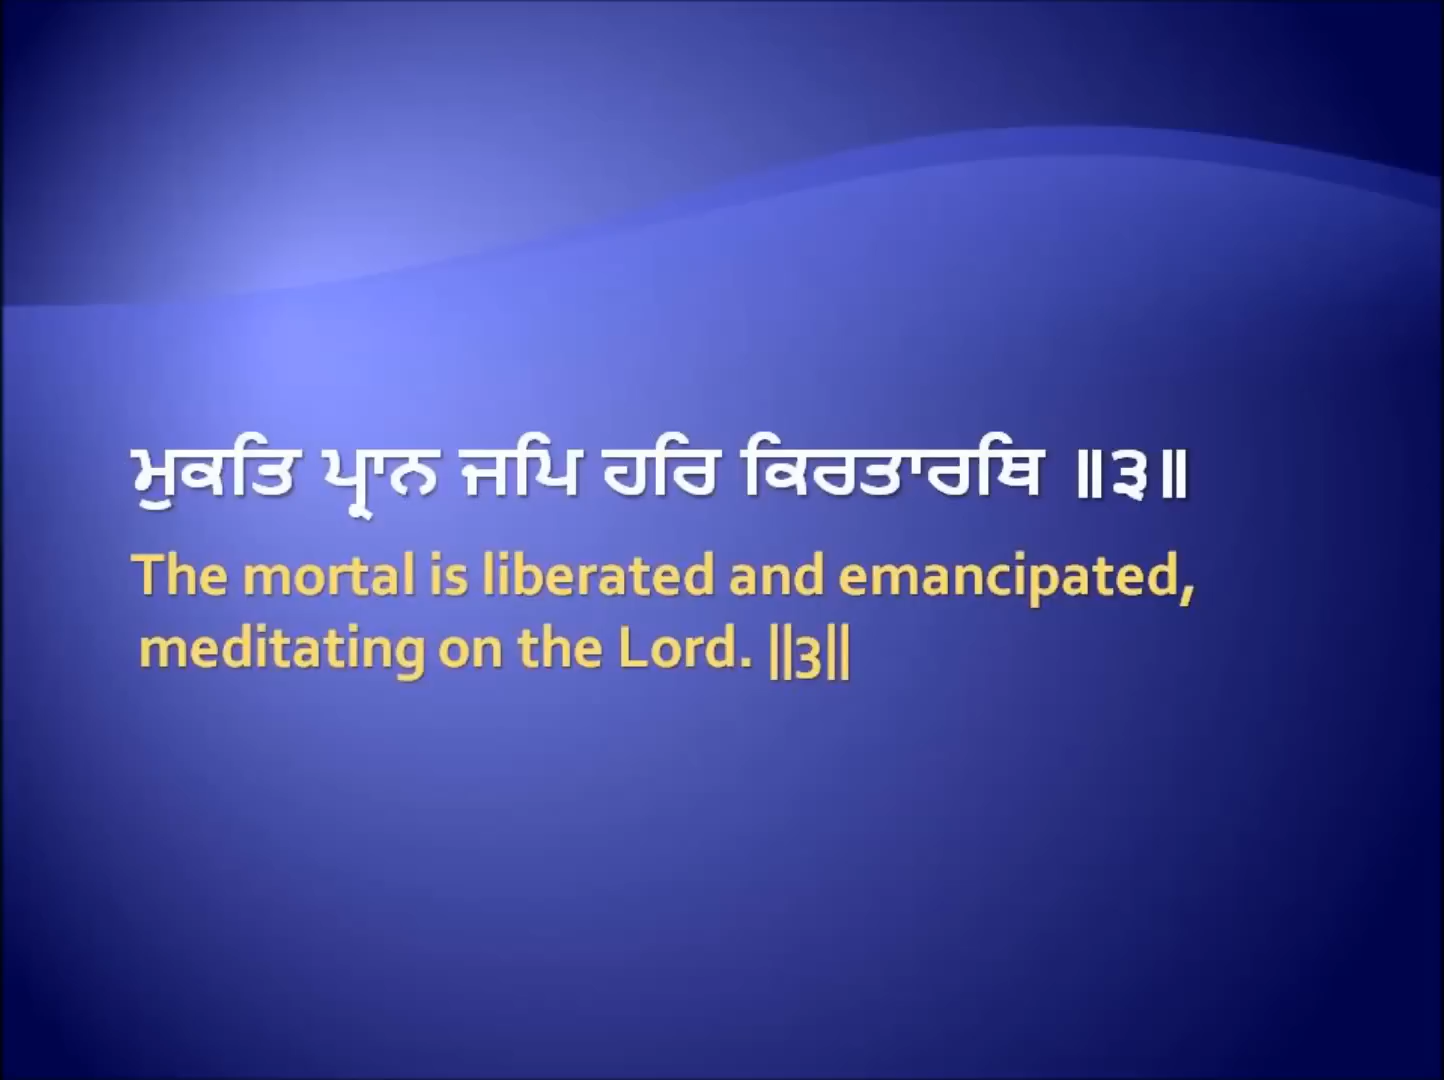 ਮੁਕਤਿ ਪ੍ਰਾਨ ਜਪਿ ਹਰਿ ਕਿਰਤਾਰਥਿ ॥੩॥
The mortal is liberated and emancipated,
meditating on the Lord. ||3||